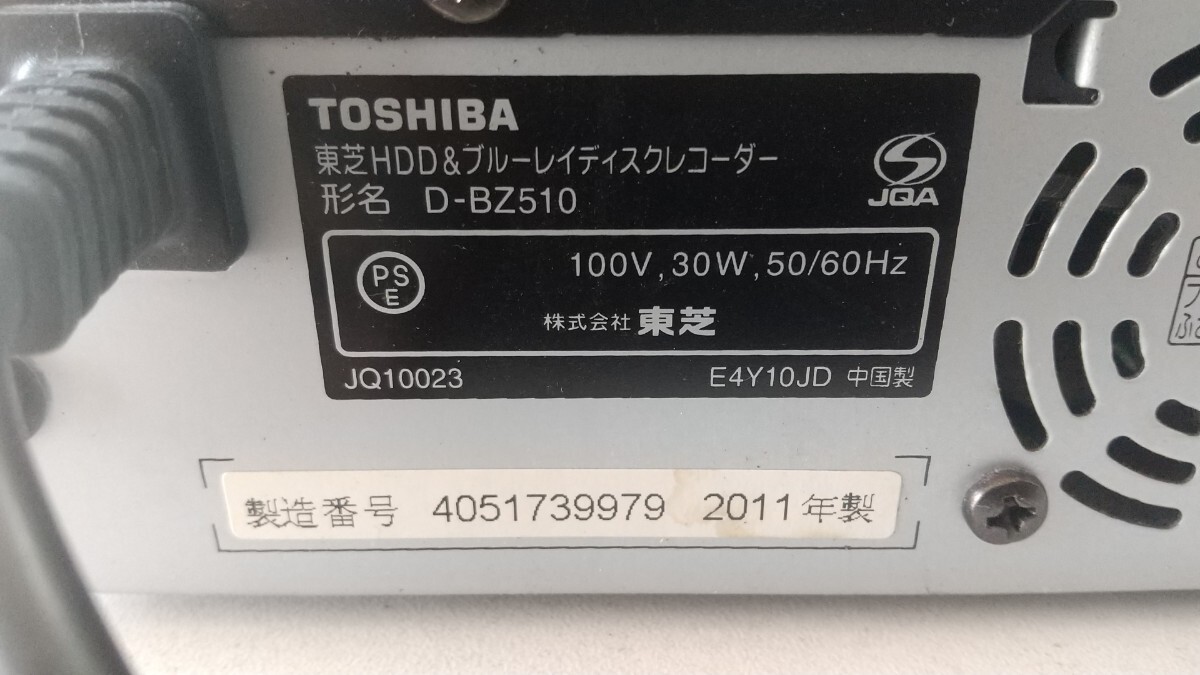 TOSHIBA
東芝HDD&ブルーレイディスクレコーダー
形名 D-BZ510
JQA
PS
E
100V,30W,50/60Hz
株式会社 東芝
JQ10023
E4Y10JD 中国製
製造番号 4051739979 2011年製